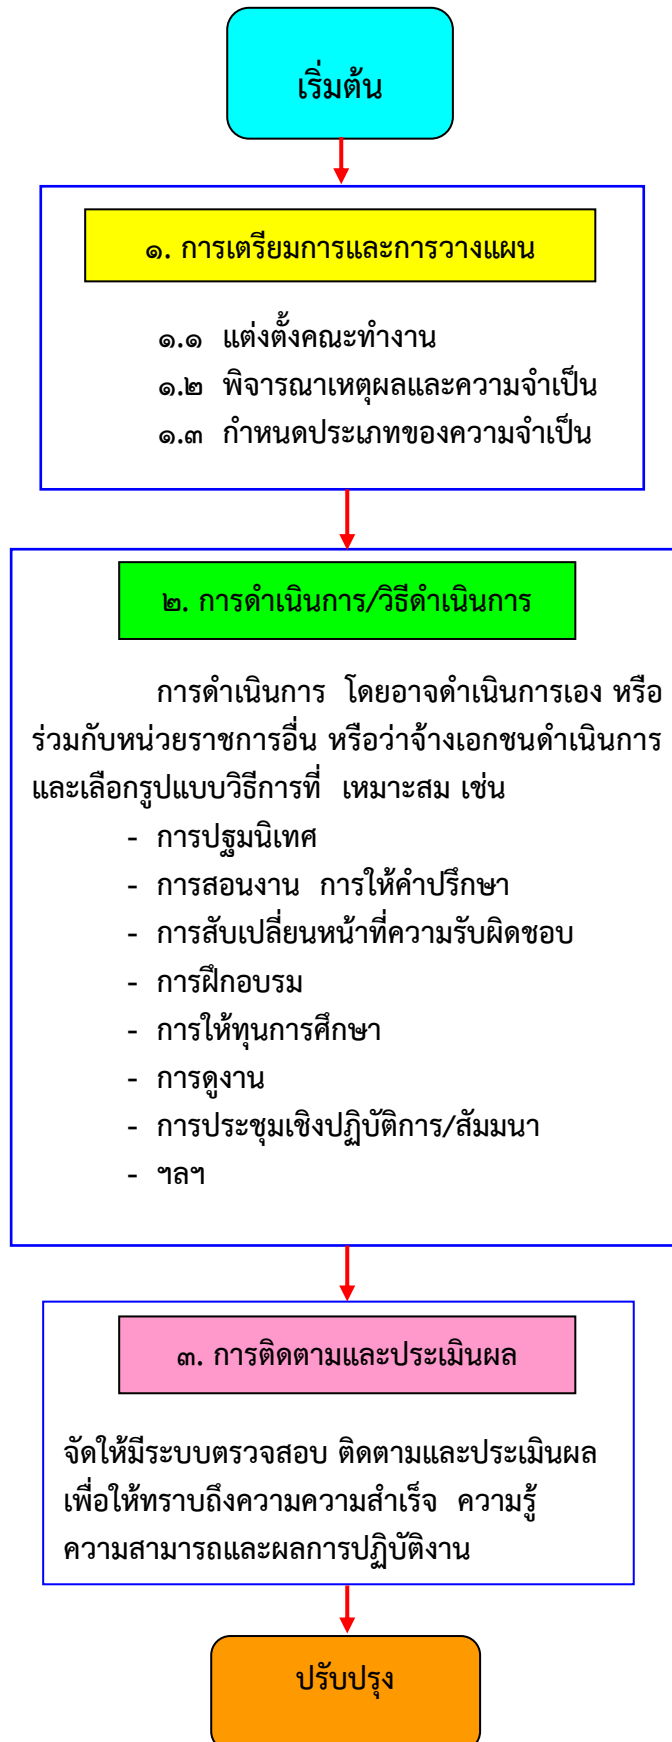 เริ่มต้น
๑. การเตรียมการและการวางแผน
๑.๑ แต่งตั้งคณะทำงาน
๑.๒ พิจารณาเหตุผลและความจำเป็น
๑.๓ กำหนดประเภทของความจำเป็น
๒. การดำเนินการ/วิธีดำเนินการ
การดำเนินการ โดยอาจดำเนินการเอง หรือ
ร่วมกับหน่วยราชการอื่น หรือว่าจ้างเอกชนดำเนินการ
และเลือกรูปแบบวิธีการที่ เหมาะสม เช่น
- การปฐมนิเทศ
- การสอนงาน การให้คำปรึกษา
- การสับเปลี่ยนหน้าที่ความรับผิดชอบ
- การฝึกอบรม
- การให้ทุนการศึกษา
- การดูงาน
- การประชุมเชิงปฏิบัติการ/สัมมนา
- ฯลฯ
๓. การติดตามและประเมินผล
จัดให้มีระบบตรวจสอบ ติดตามและประเมินผล
เพื่อให้ทราบถึงความความสำเร็จ ความรู้
ความสามารถและผลการปฏิบัติงาน
ปรับปรุง